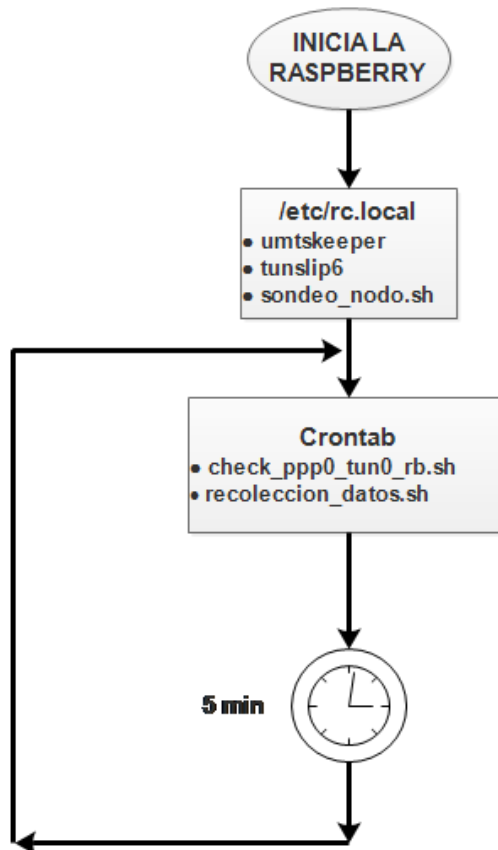 INICIA LA
RASPBERRY
/etc/rc.local
• umtskeeper
• tunslip6
• sondeo_nodo.sh
Crontab
• check_ppp0_tun0_rb.sh
• recoleccion_datos.sh
5 min